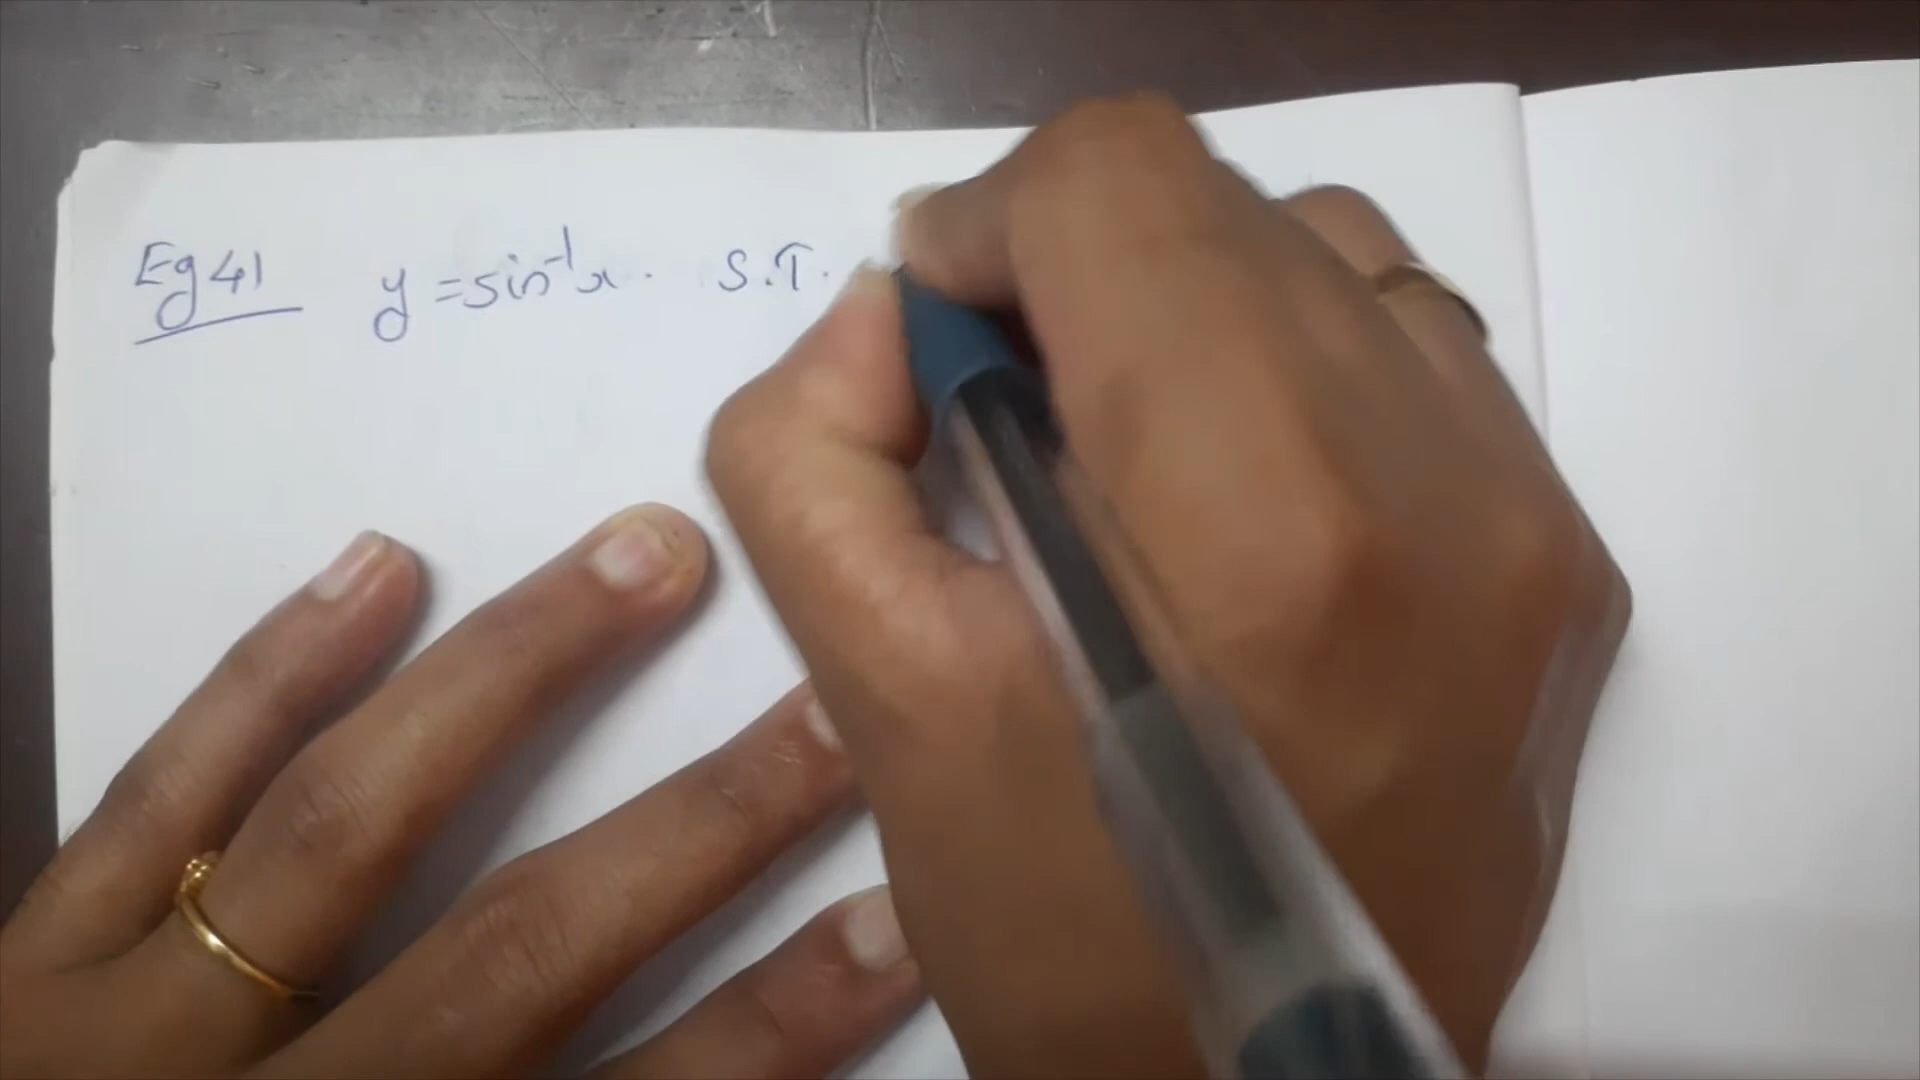 Eg 41 y = sin⁻¹x. S.T.